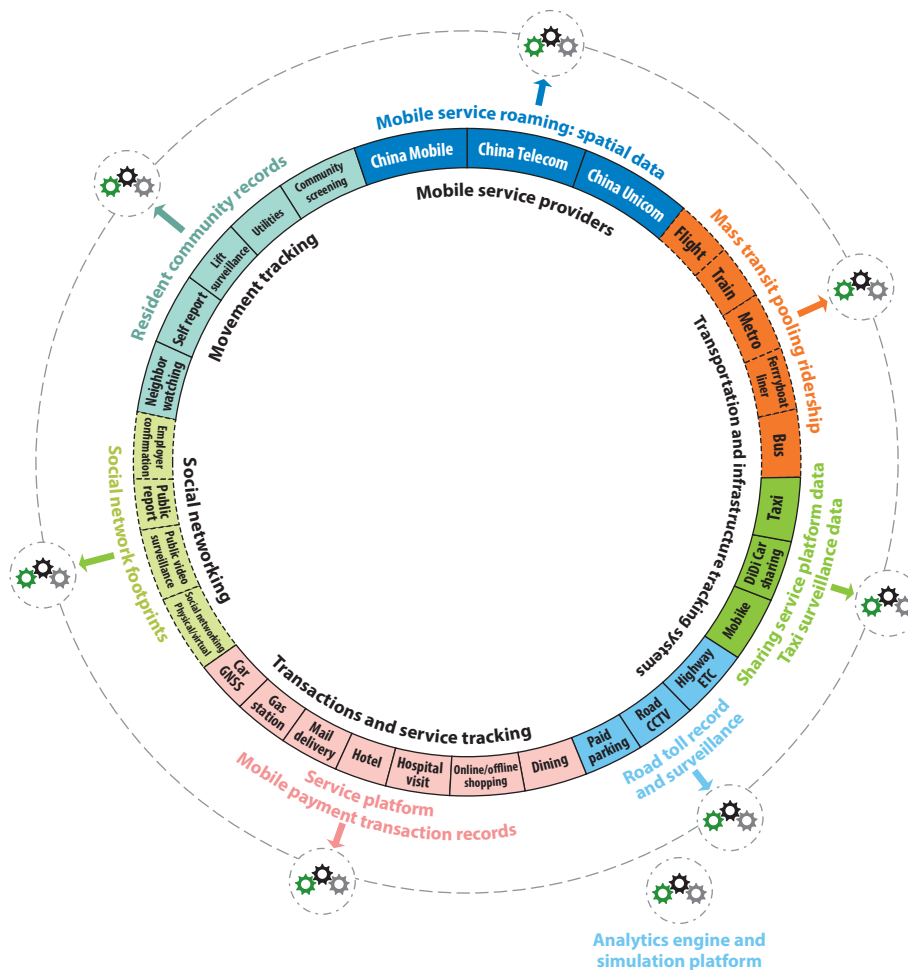 Mobile service roaming: spatial data
China Mobile
China Telecom
China Unicom
Mobile service providers
Mass transit pooling ridership
Flight
Train
Metro
Ferrryboat
liner
Bus
Transportation and infrastructure tracking systems
Taxi
DiDi Car
sharing
Mobike
Sharing service platform data
Taxi surveillance data
Highway
ETC
Road
CCTV
Paid
parking
Road toll record
and surveillance
Dining
Online/offline
shopping
Hospital
visit
Hotel
Mail
delivery
Gas
station
Car
GNSS
Transactions and service tracking
Service platform
Mobile payment transaction records
Social networking
Physical/virtual
Public video
surveillance
Public
report
Employer
confirmation
Social networking
Social network footprints
Neighbor
watching
Self report
Lift
surveillance
Utilities
Community
screening
Movement tracking
Resident community records
Analytics engine and
simulation platform